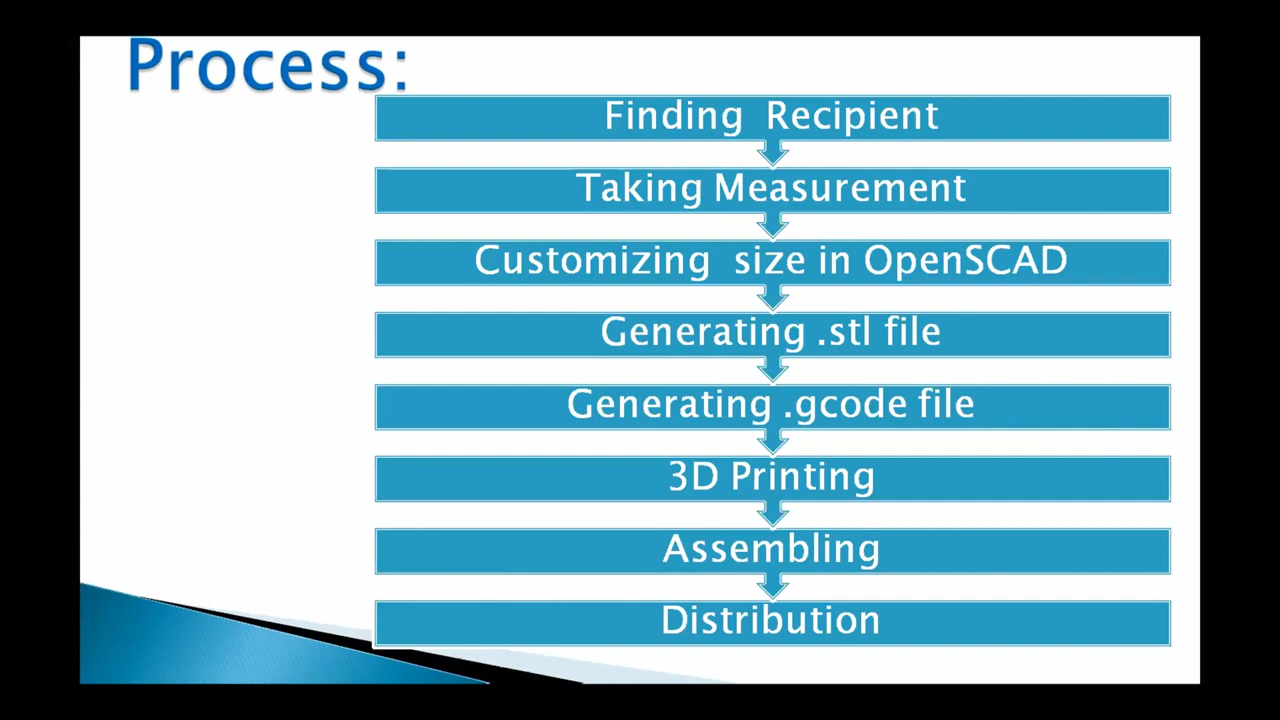 Process:
Finding Recipient
Taking Measurement
Customizing size in OpenSCAD
Generating .stl file
Generating .gcode file
3D Printing
Assembling
Distribution